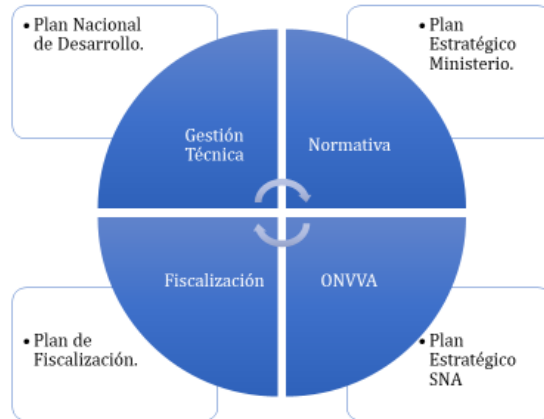 • Plan Nacional
de Desarrollo.
• Plan
Estratégico
Ministerio.
Gestión
Técnica
Normativa
Fiscalización
ONVVA
• Plan de
Fiscalización.
• Plan
Estratégico
SNA